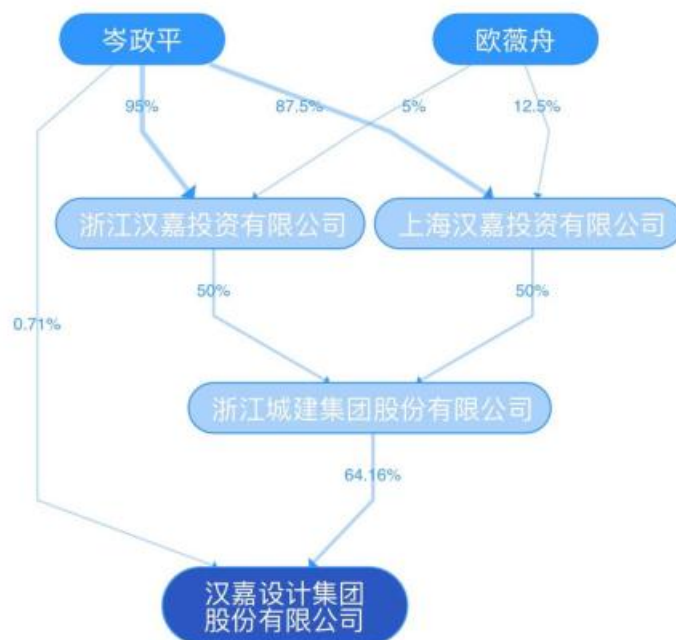 岑政平
欧薇舟
95%
87.5%
5%
12.5%
浙江汉嘉投资有限公司
上海汉嘉投资有限公司
50%
50%
0.71%
浙江城建集团股份有限公司
64.16%
汉嘉设计集团
股份有限公司